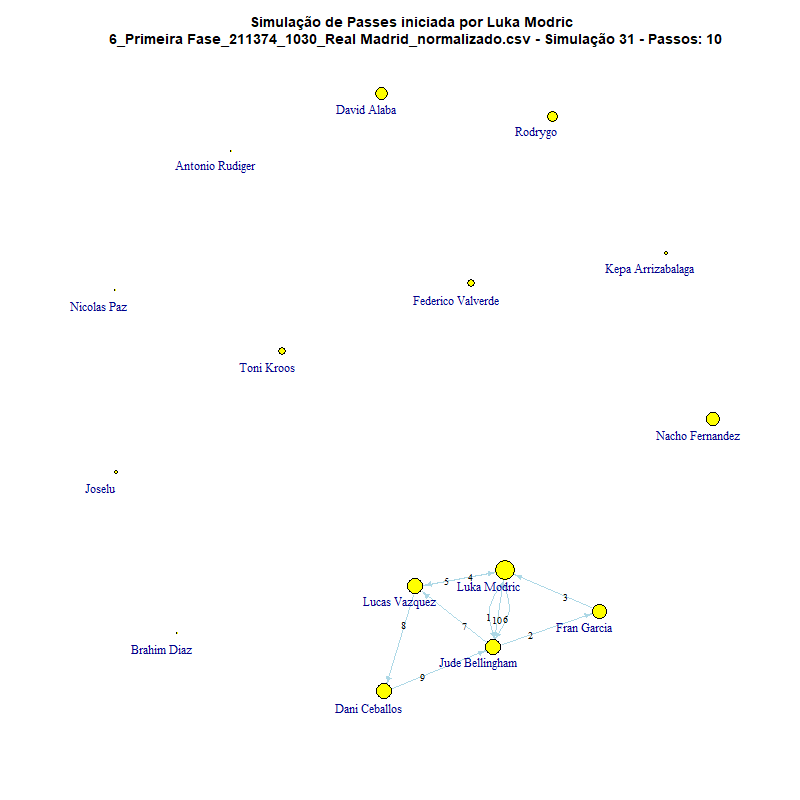 Simulação de Passes iniciada por Luka Modric
6_Primeira Fase_211374_1030_Real Madrid_normalizado.csv - Simulação 31 - Passos: 10
David Alaba
Rodrygo
Antonio Rudiger
Kepa Arrizabalaga
Nicolas Paz
Federico Valverde
Toni Kroos
Nacho Fernandez
Joselu
5
4
Luka Modric
3
Lucas Vazquez
1
10
6
8
7
Fran Garcia
2
Brahim Diaz
Jude Bellingham
9
Dani Ceballos